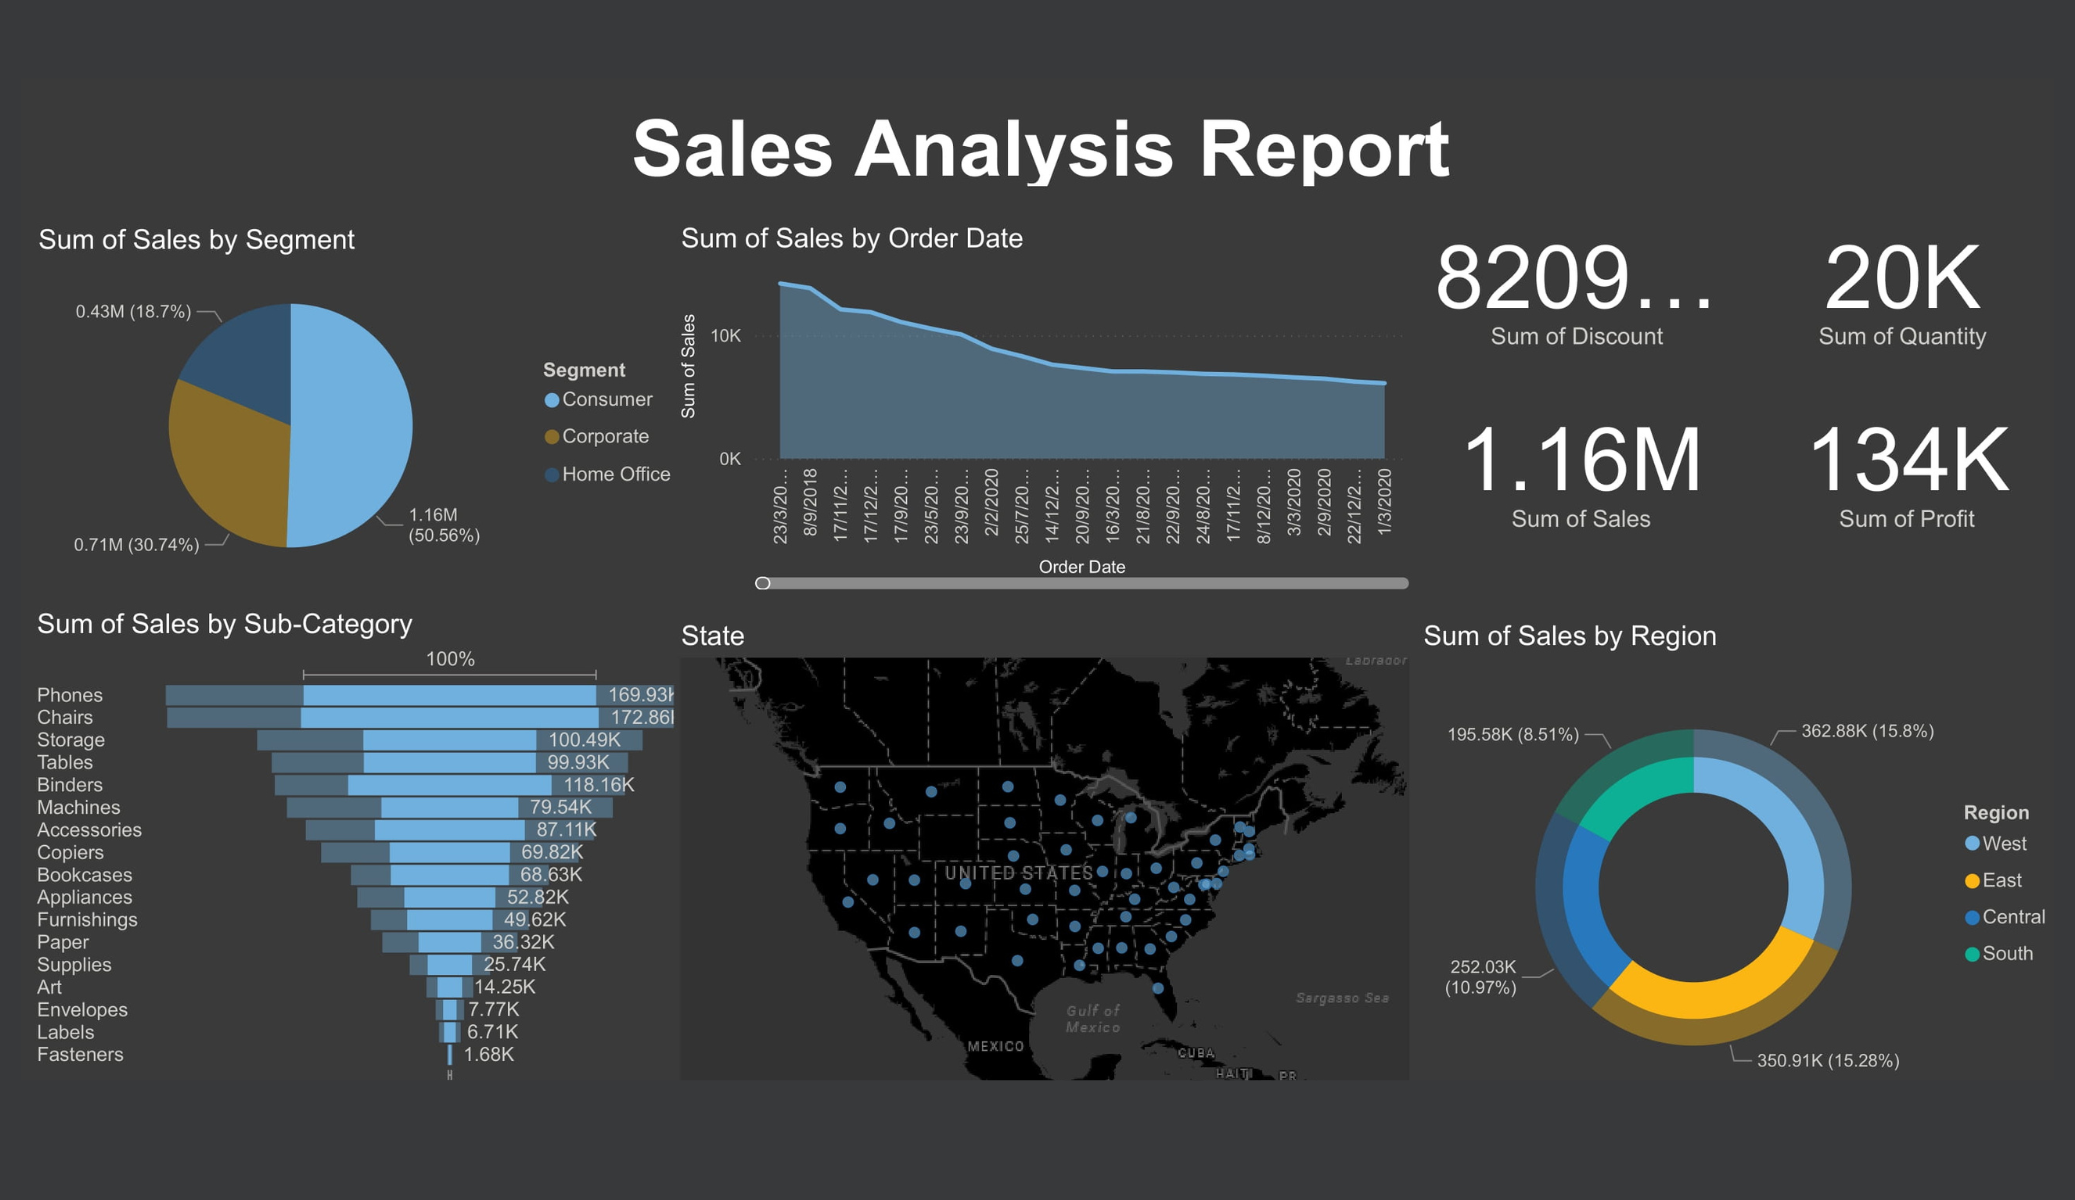 Sales Analysis Report
Sum of Sales by Segment
0.43M (18.7%)
0.71M (30.74%)
1.16M
(50.56%)
Segment
Consumer
Corporate
Home Office
Sum of Sales by Order Date
Sum of Sales
10K
0K
23/3/20...
8/9/2018
17/11/2...
17/12/2...
17/9/20...
23/5/20...
23/9/20...
2/2/2020
25/7/20...
14/12/2...
20/9/20...
16/3/20...
21/8/20...
22/9/20...
24/8/20...
17/11/2...
8/12/20...
3/3/2020
2/9/2020
22/12/2...
1/3/2020
Order Date
8209...
Sum of Discount
20K
Sum of Quantity
1.16M
Sum of Sales
134K
Sum of Profit
Sum of Sales by Sub-Category
100%
Phones 169.93K
Chairs 172.86
Storage 100.49K
Tables 99.93K
Binders 118.16K
Machines 79.54K
Accessories 87.11K
Copiers 69.82K
Bookcases 68.63K
Appliances 52.82K
Furnishings 49.62K
Paper 36.32K
Supplies 25.74K
Art 14.25K
Envelopes 7.77K
Labels 6.71K
Fasteners 1.68K
State
Labrador
UNITED STATES
Gulf of
Mexico
Sargasso Sea
MEXICO
CUBA
HAITI
PR
Sum of Sales by Region
195.58K (8.51%)
362.88K (15.8%)
252.03K
(10.97%)
350.91K (15.28%)
Region
West
East
Central
South